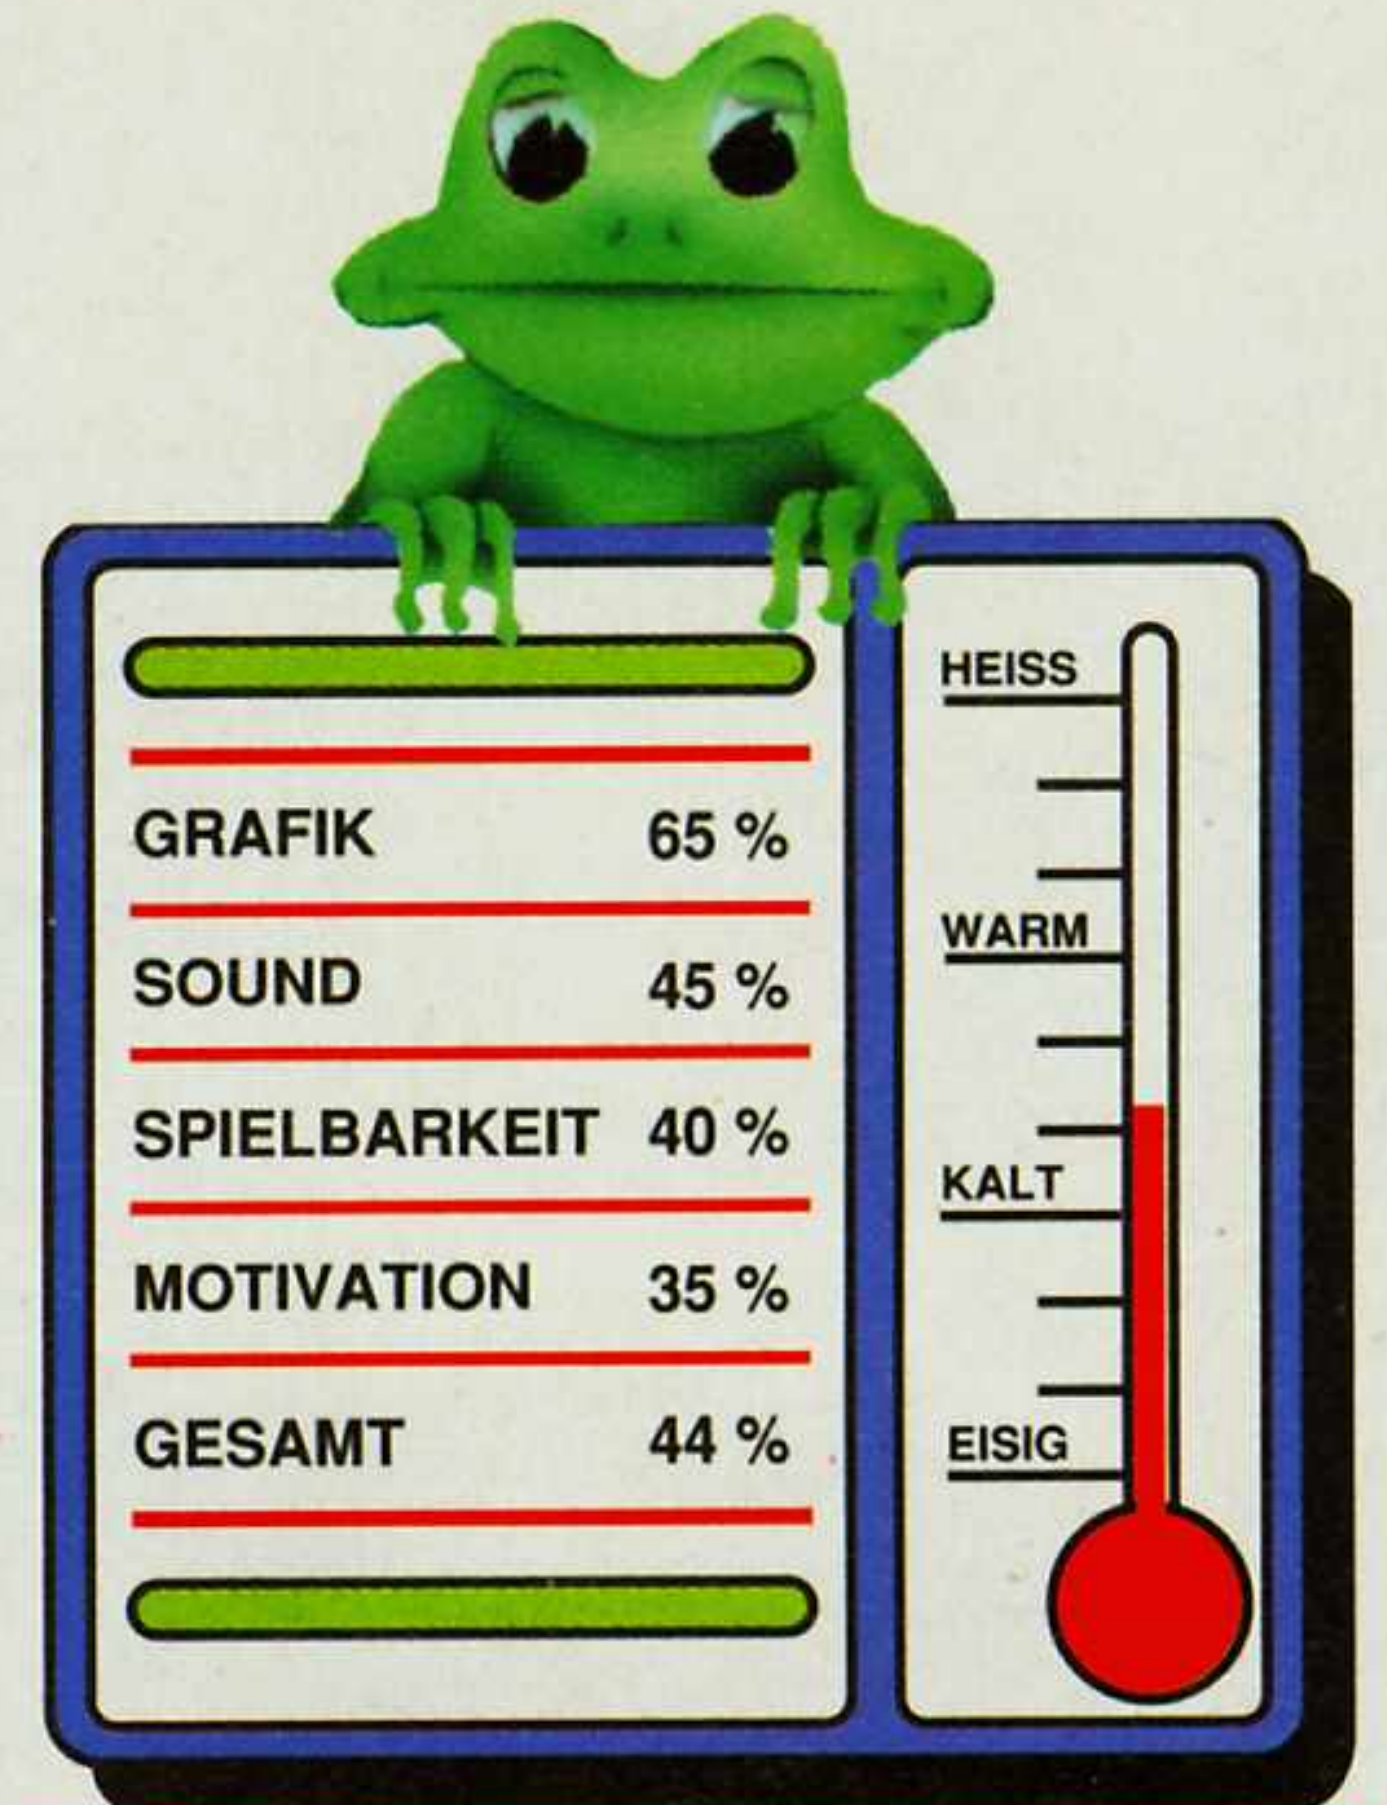 GRAFIK 65 %
SOUND 45 %
SPIELBARKEIT 40 %
MOTIVATION 35 %
GESAMT 44 %
HEISS
WARM
KALT
EISIG